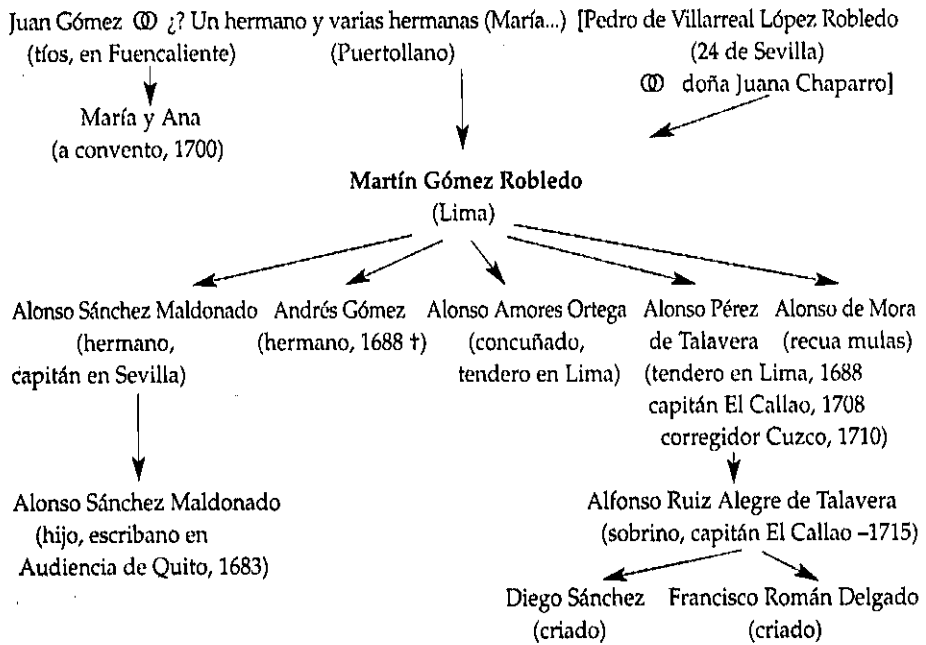 Juan Gómez ⚭ ¿? Un hermano y varias hermanas (María...) [Pedro de Villarreal López Robledo
(tíos, en Fuencaliente) (Puertollano) (24 de Sevilla)
⚭ doña Juana Chaparro]
María y Ana
(a convento, 1700)
Martín Gómez Robledo
(Lima)
Alonso Sánchez Maldonado Andrés Gómez Alonso Amores Ortega Alonso Pérez Alonso de Mora
(hermano, (hermano, 1688 †) (concuñado, de Talavera (recua mulas)
capitán en Sevilla) tendero en Lima) (tendero en Lima, 1688
capitán El Callao, 1708
corregidor Cuzco, 1710)
Alonso Sánchez Maldonado Alfonso Ruiz Alegre de Talavera
(hijo, escribano en (sobrino, capitán El Callao –1715)
Audiencia de Quito, 1683)
Diego Sánchez Francisco Román Delgado
(criado) (criado)